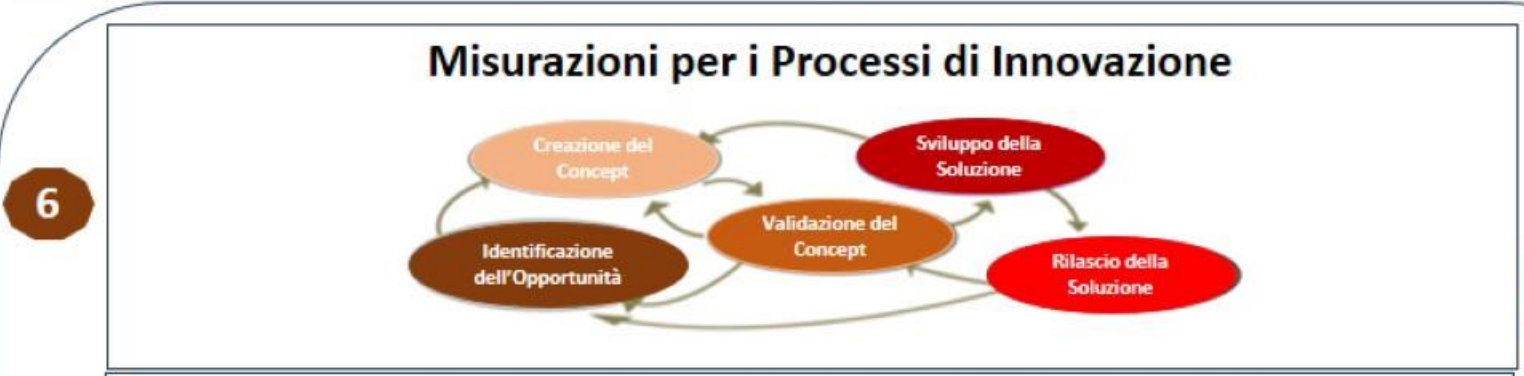 Misurazioni per i Processi di Innovazione
6
Creazione del
Concept
Sviluppo della
Soluzione
Validazione del
Concept
Identificazione
dell'Opportunità
Rilascio della
Soluzione